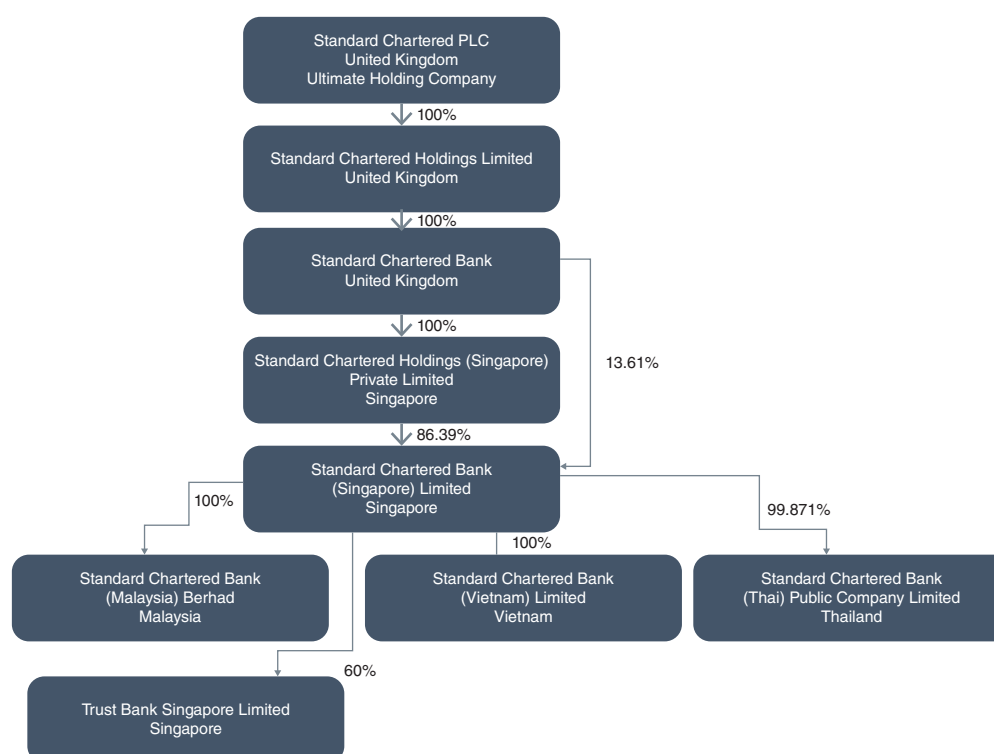 Standard Chartered PLC
United Kingdom
Ultimate Holding Company
100%
Standard Chartered Holdings Limited
United Kingdom
100%
Standard Chartered Bank
United Kingdom
100%
13.61%
Standard Chartered Holdings (Singapore)
Private Limited
Singapore
86.39%
Standard Chartered Bank
(Singapore) Limited
Singapore
100%
99.871%
100%
Standard Chartered Bank
(Malaysia) Berhad
Malaysia
Standard Chartered Bank
(Vietnam) Limited
Vietnam
Standard Chartered Bank
(Thai) Public Company Limited
Thailand
60%
Trust Bank Singapore Limited
Singapore